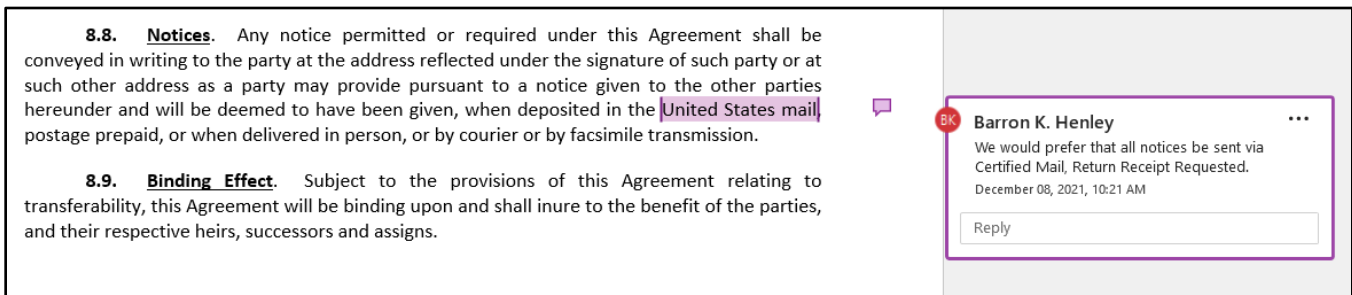 8.8. Notices. Any notice permitted or required under this Agreement shall be
conveyed in writing to the party at the address reflected under the signature of such party or at
such other address as a party may provide pursuant to a notice given to the other parties
hereunder and will be deemed to have been given, when deposited in the United States mail,
postage prepaid, or when delivered in person, or by courier or by facsimile transmission.
8.9. Binding Effect. Subject to the provisions of this Agreement relating to
transferability, this Agreement will be binding upon and shall inure to the benefit of the parties,
and their respective heirs, successors and assigns.
BK
Barron K. Henley
We would prefer that all notices be sent via
Certified Mail, Return Receipt Requested.
December 08, 2021, 10:21 AM
Reply